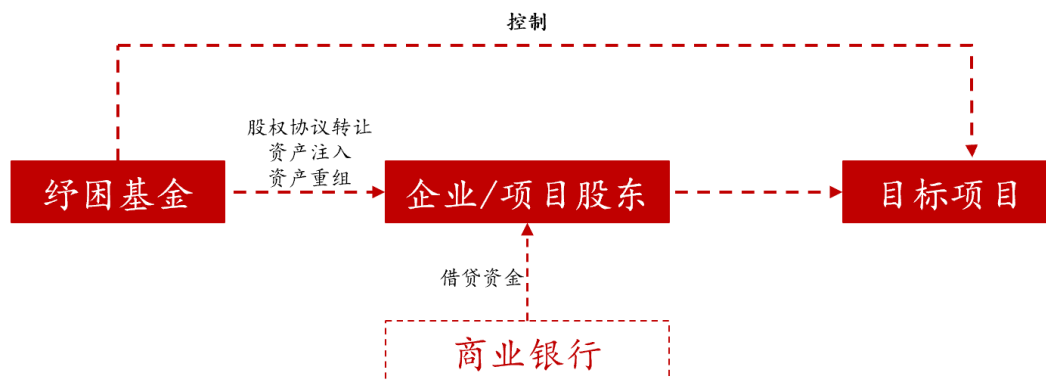 控制
股权协议转让
资产注入
资产重组
纾困基金
企业/项目股东
目标项目
借贷资金
商业银行